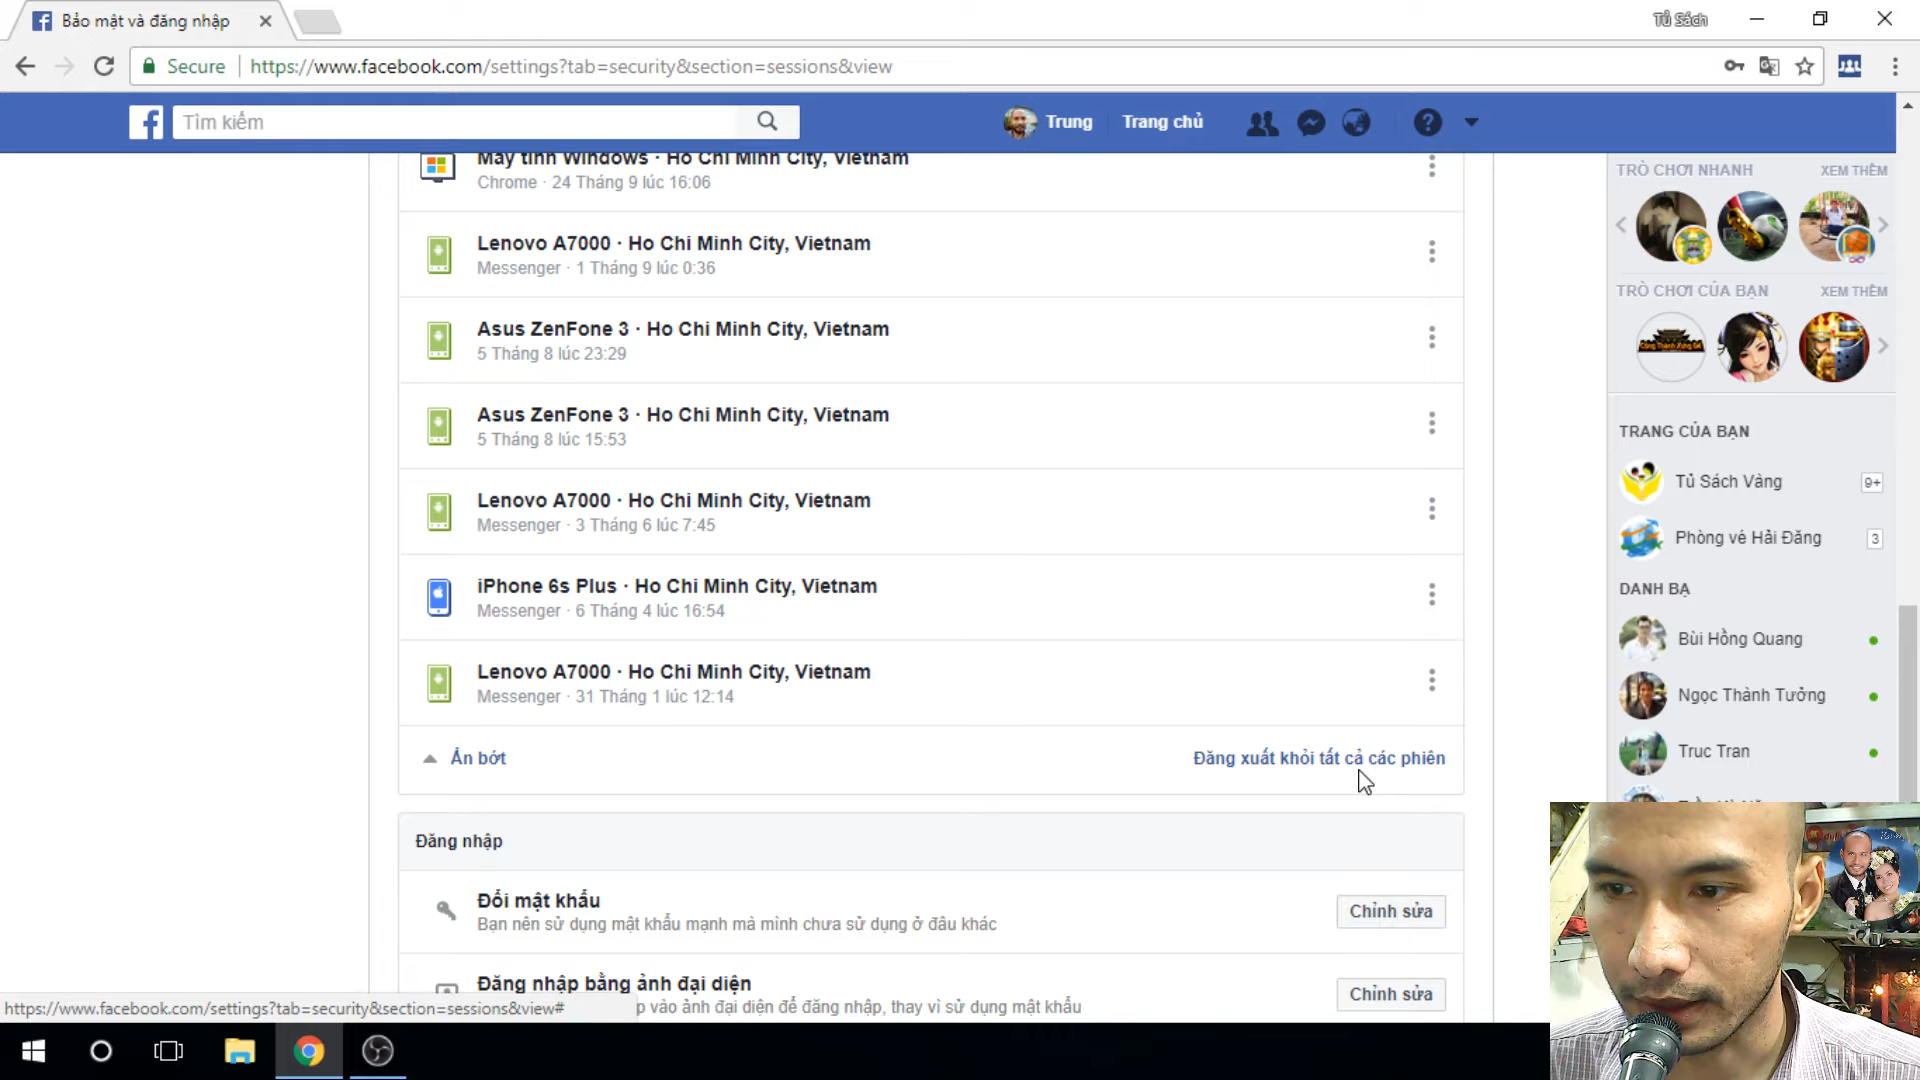 Bảo mật và đăng nhập
Tủ Sách
Secure
https://www.facebook.com/settings?tab=security&section=sessions&view
Tìm kiếm
Trung
Trang chủ
Máy tính Windows · Ho Chi Minh City, Vietnam
Chrome · 24 Tháng 9 lúc 16:06
Lenovo A7000 · Ho Chi Minh City, Vietnam
Messenger · 1 Tháng 9 lúc 0:36
Asus ZenFone 3 · Ho Chi Minh City, Vietnam
5 Tháng 8 lúc 23:29
Asus ZenFone 3 · Ho Chi Minh City, Vietnam
5 Tháng 8 lúc 15:53
Lenovo A7000 · Ho Chi Minh City, Vietnam
Messenger · 3 Tháng 6 lúc 7:45
iPhone 6s Plus · Ho Chi Minh City, Vietnam
Messenger · 6 Tháng 4 lúc 16:54
Lenovo A7000 · Ho Chi Minh City, Vietnam
Messenger · 31 Tháng 1 lúc 12:14
Ẩn bớt
Đăng xuất khỏi tất cả các phiên
Đăng nhập
Đổi mật khẩu
Bạn nên sử dụng mật khẩu mạnh mà mình chưa sử dụng ở đâu khác
Chỉnh sửa
Đăng nhập bằng ảnh đại diện
vào ảnh đại diện để đăng nhập, thay vì sử dụng mật khẩu
Chỉnh sửa
https://www.facebook.com/settings?tab=security&section=sessions&view#
TRÒ CHƠI NHANH
XEM THÊM
TRÒ CHƠI CỦA BẠN
XEM THÊM
TRANG CỦA BẠN
Tủ Sách Vàng
9+
Phòng vé Hải Đăng
3
DANH BẠ
Bùi Hồng Quang
Ngọc Thành Tưởng
Truc Tran